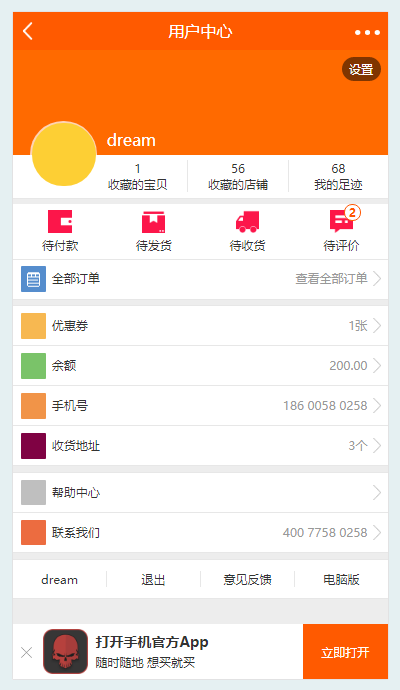 用户中心
设置
dream
1
收藏的宝贝
56
收藏的店铺
68
我的足迹
待付款
待发货
待收货
2
待评价
全部订单 查看全部订单
优惠券 1张
余额 200.00
手机号 186 0058 0258
收货地址 3个
帮助中心
联系我们 400 7758 0258
dream 退出 意见反馈 电脑版
打开手机官方App
随时随地 想买就买
立即打开